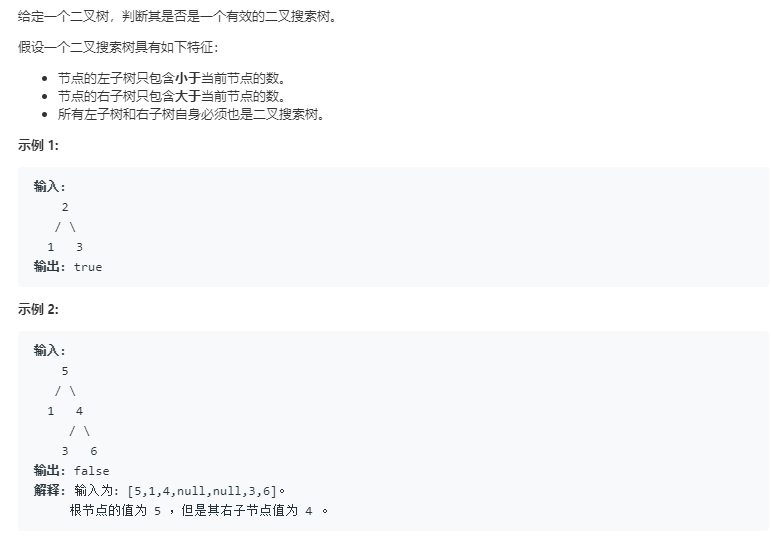 给定一个二叉树，判断其是否是一个有效的二叉搜索树。
假设一个二叉搜索树具有如下特征：
• 节点的左子树只包含小于当前节点的数。
• 节点的右子树只包含大于当前节点的数。
• 所有左子树和右子树自身必须也是二叉搜索树。
示例 1:
输入:
2
/ \
1 3
输出: true
示例 2:
输入:
5
/ \
1 4
/ \
3 6
输出: false
解释: 输入为: [5,1,4,null,null,3,6]。
根节点的值为 5 ，但是其右子节点值为 4 。